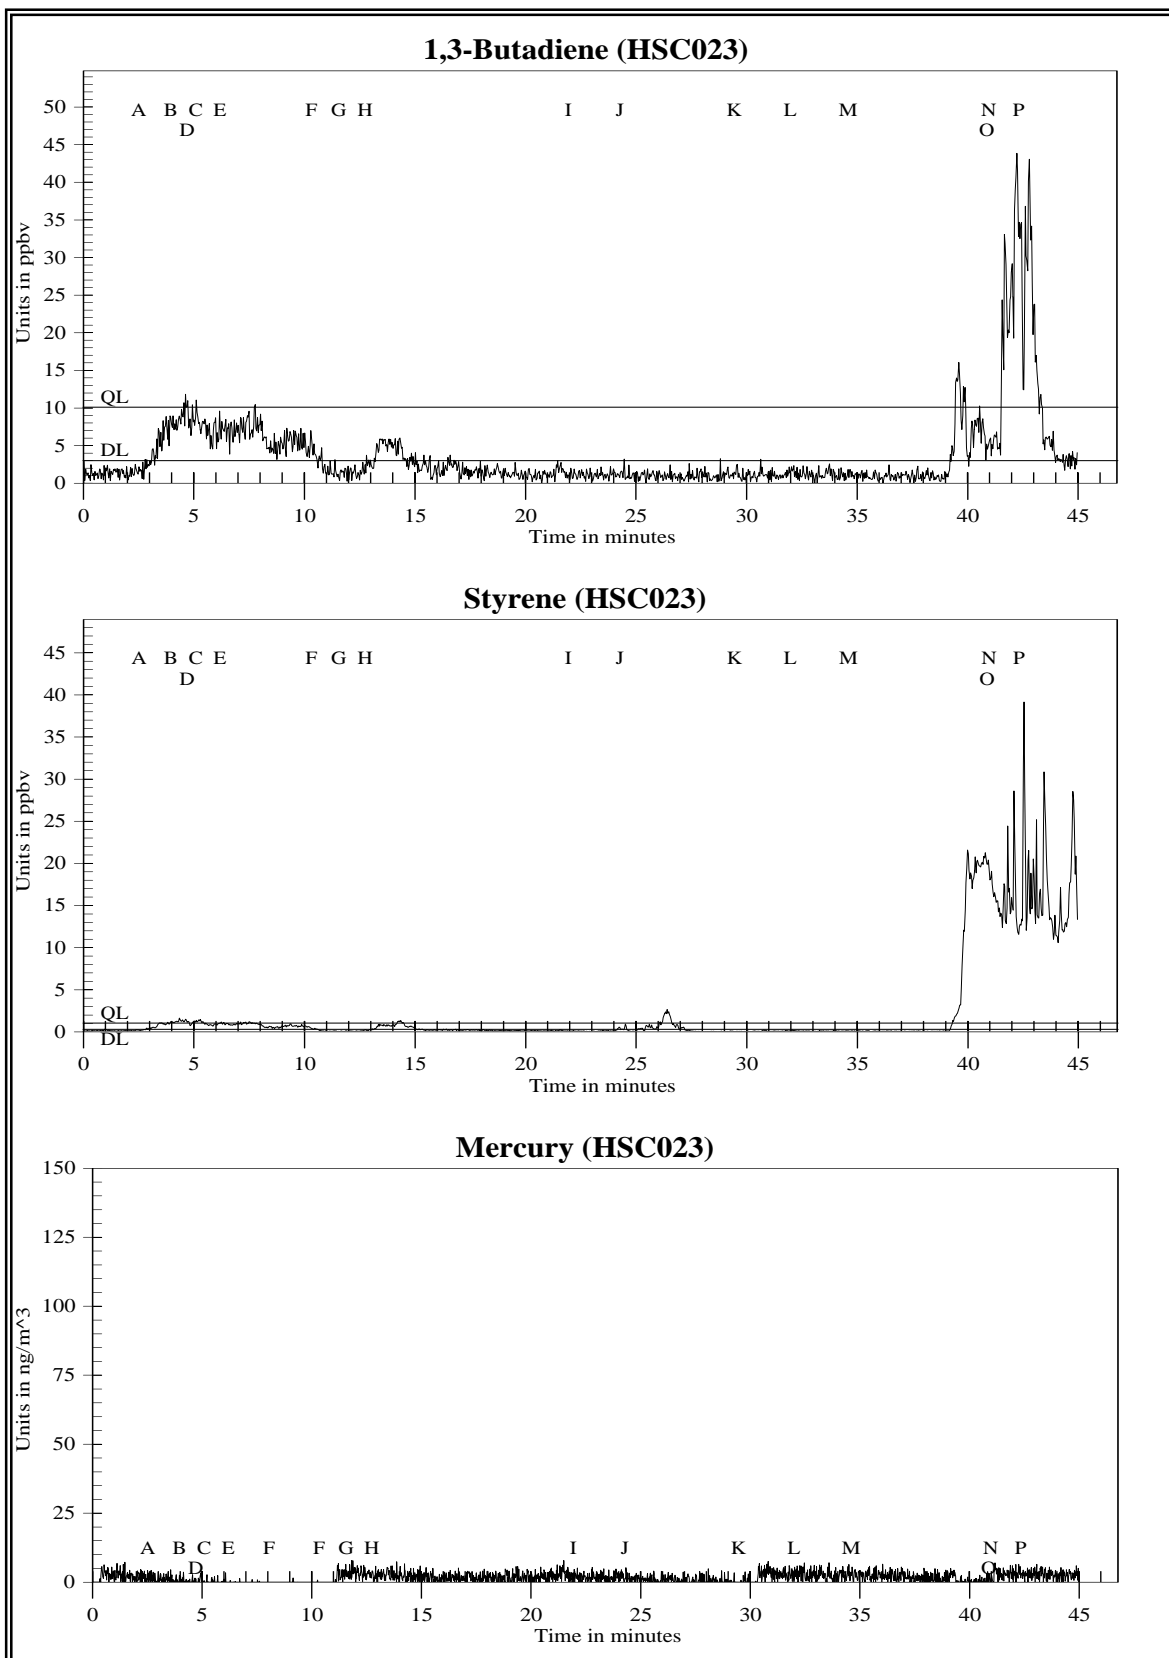 1,3-Butadiene (HSC023)
50
45
40
35
30
25
20
15
10
5
0
Units in ppbv
A B C E F G H I J K L M N P
D O
QL
DL
0 5 10 15 20 25 30 35 40 45
Time in minutes
Styrene (HSC023)
45
40
35
30
25
20
15
10
5
0
Units in ppbv
A B C E F G H I J K L M N P
D O
QL
DL
0 5 10 15 20 25 30 35 40 45
Time in minutes
Mercury (HSC023)
150
125
100
75
50
25
0
Units in ng/m^3
A B C E F F G H I J K L M N P
D O
0 5 10 15 20 25 30 35 40 45
Time in minutes